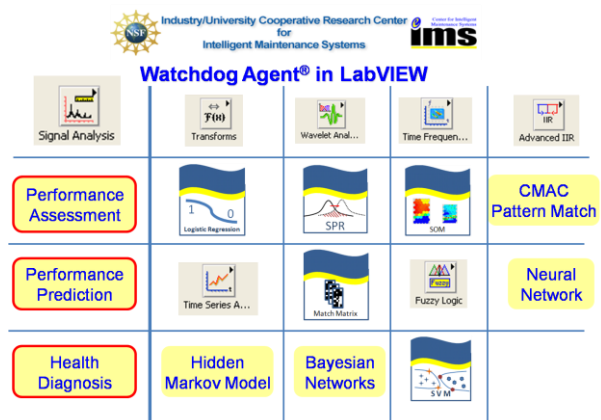 Industry/University Cooperative Research Center
for
Intelligent Maintenance Systems
NSF
Center for Intelligent
Maintenance Systems
ims
Watchdog Agent® in LabVIEW
Signal Analysis
F(x)
Transforms
Wavelet Anal...
Time Frequen...
IIR
Advanced IIR
Performance
Assessment
1 0
Logistic Regression
SPR
SOM
CMAC
Pattern Match
Performance
Prediction
Time Series A...
Match Matrix
Fuzzy
Fuzzy Logic
Neural
Network
Health
Diagnosis
Hidden
Markov Model
Bayesian
Networks
SVM